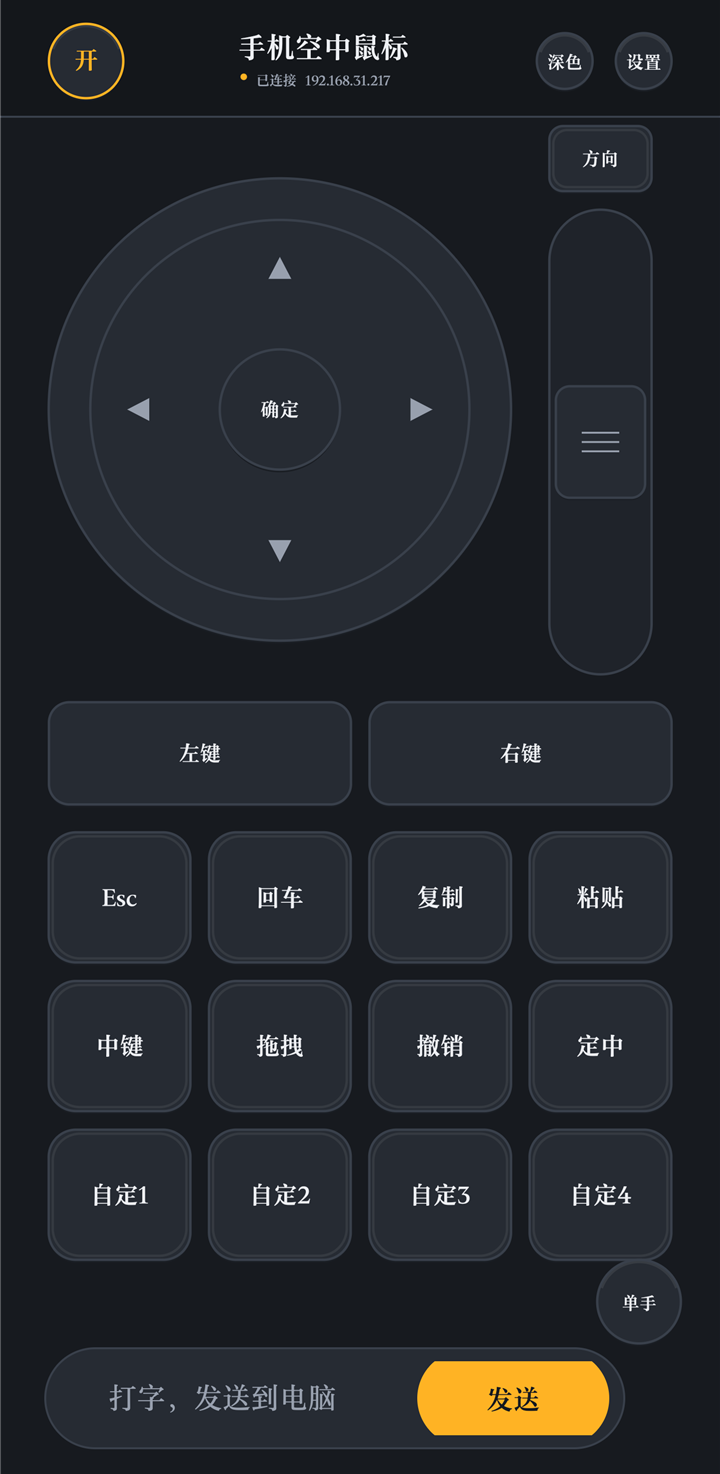 开
手机空中鼠标
已连接 192.168.31.217
深色
设置
方向
确定
左键
右键
Esc
回车
复制
粘贴
中键
拖拽
撤销
定中
自定1
自定2
自定3
自定4
单手
打字，发送到电脑
发送